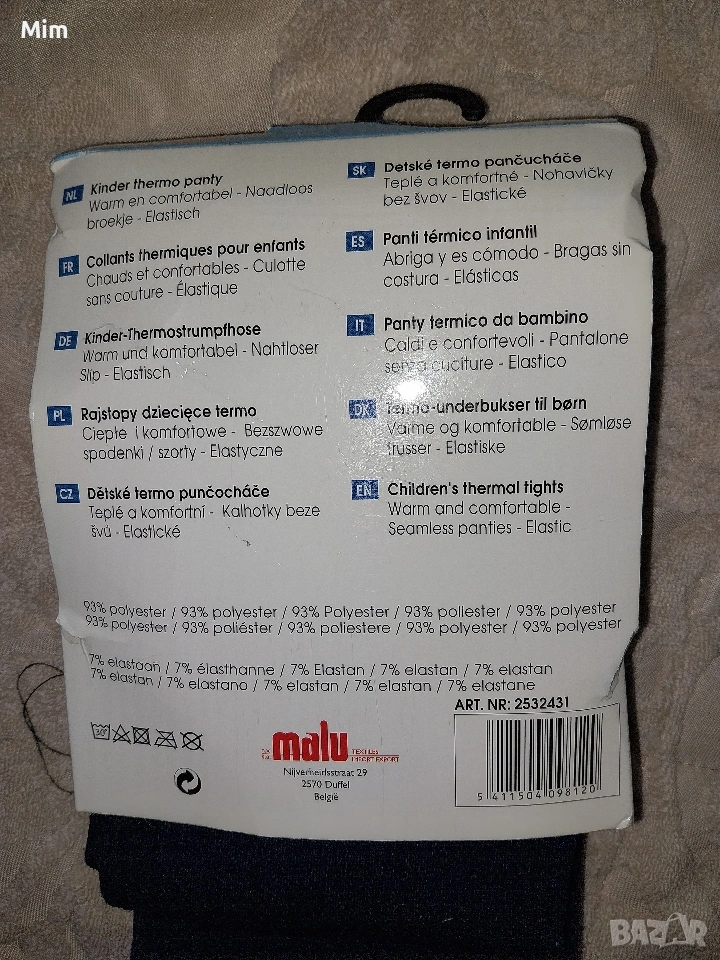 Mim
NL Kinder thermo panty
Warm en comfortabel - Naadloos
broekje - Elastisch
FR Collants thermiques pour enfants
Chauds et confortables - Culotte
sans couture - Élastique
DE Kinder-Thermostrumpfhose
Warm und komfortabel - Nahtloser
Slip - Elastisch
PL Rajstopy dziecięce termo
Ciepłe i komfortowe - Bezszwowe
spodenki / szorty - Elastyczne
CZ Dětské termo punčocháče
Teplé a komfortní - Kalhotky beze
švů - Elastické
SK Detské termo pančucháče
Teplé a komfortné - Nohavičky
bez švov - Elastické
ES Panti térmico infantil
Abriga y es cómodo - Bragas sin
costura - Elásticas
IT Panty termico da bambino
Caldi e confortevoli - Pantalone
senza cuciture - Elastico
DK Termo-underbukser til børn
Varme og komfortable - Sømløse
trusser - Elastiske
EN Children's thermal tights
Warm and comfortable -
Seamless panties - Elastic
93% polyester / 93% polyester / 93% Polyester / 93% poliester / 93% polyester
93% polyester / 93% poliéster / 93% poliestere / 93% polyester / 93% polyester
7% elastaan / 7% élasthanne / 7% Elastan / 7% elastan / 7% elastan
7% elastan / 7% elastano / 7% elastan / 7% elastan / 7% elastane
ART. NR: 2532431
30°
malu
TEXTILES
IMPORT EXPORT
Nijverheidsstraat 29
2570 Duffel
België
5 411504 098120
BAZAR